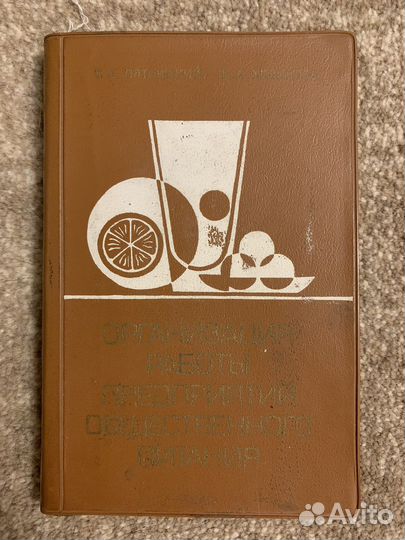 ОРГАНИЗАЦИЯ
РАБОТЫ
ПРЕДПРИЯТИЙ
ОБЩЕСТВЕННОГО
ПИТАНИЯ
Avito